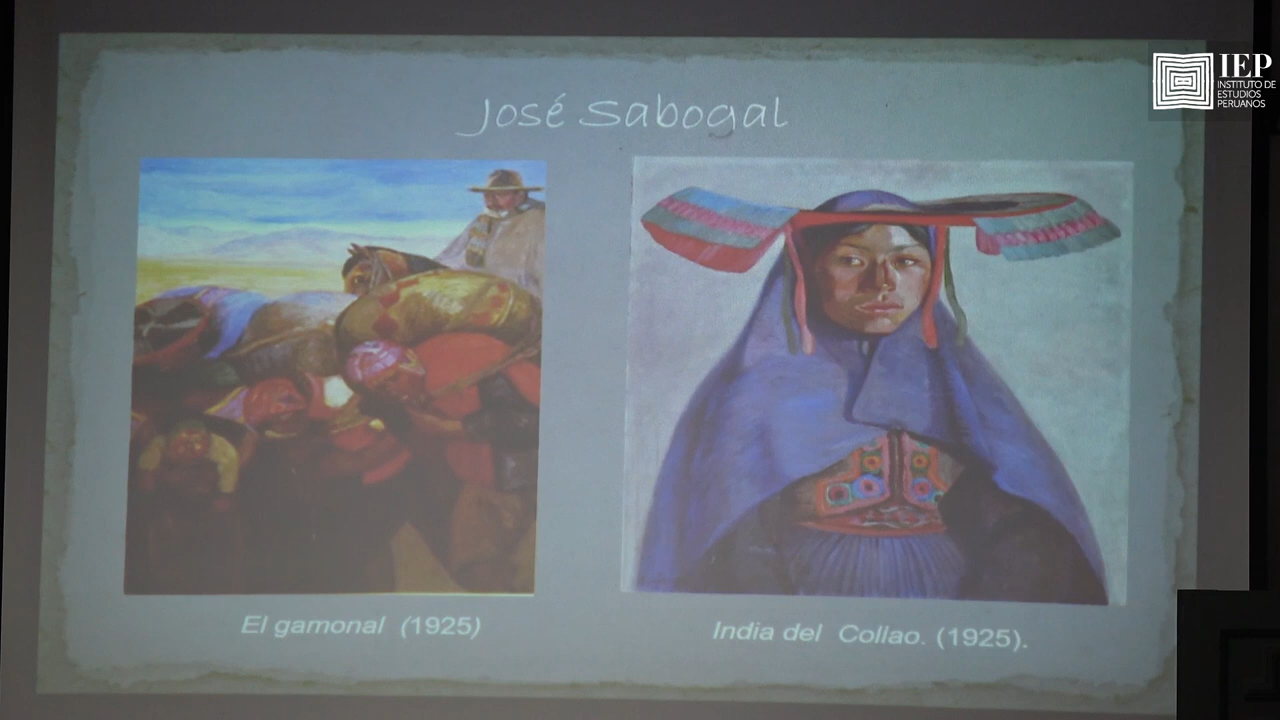 José Sabogal
IEP
INSTITUTO DE
ESTUDIOS
PERUANOS
El gamonal (1925)
India del Collao. (1925).